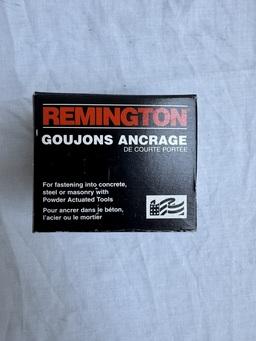 REMINGTON
GOUJONS ANCRAGE
DE COURTE PORTÉE
For fastening into concrete,
steel or masonry with
Powder Actuated Tools
Pour ancrer dans le béton,
l'acier ou le mortier